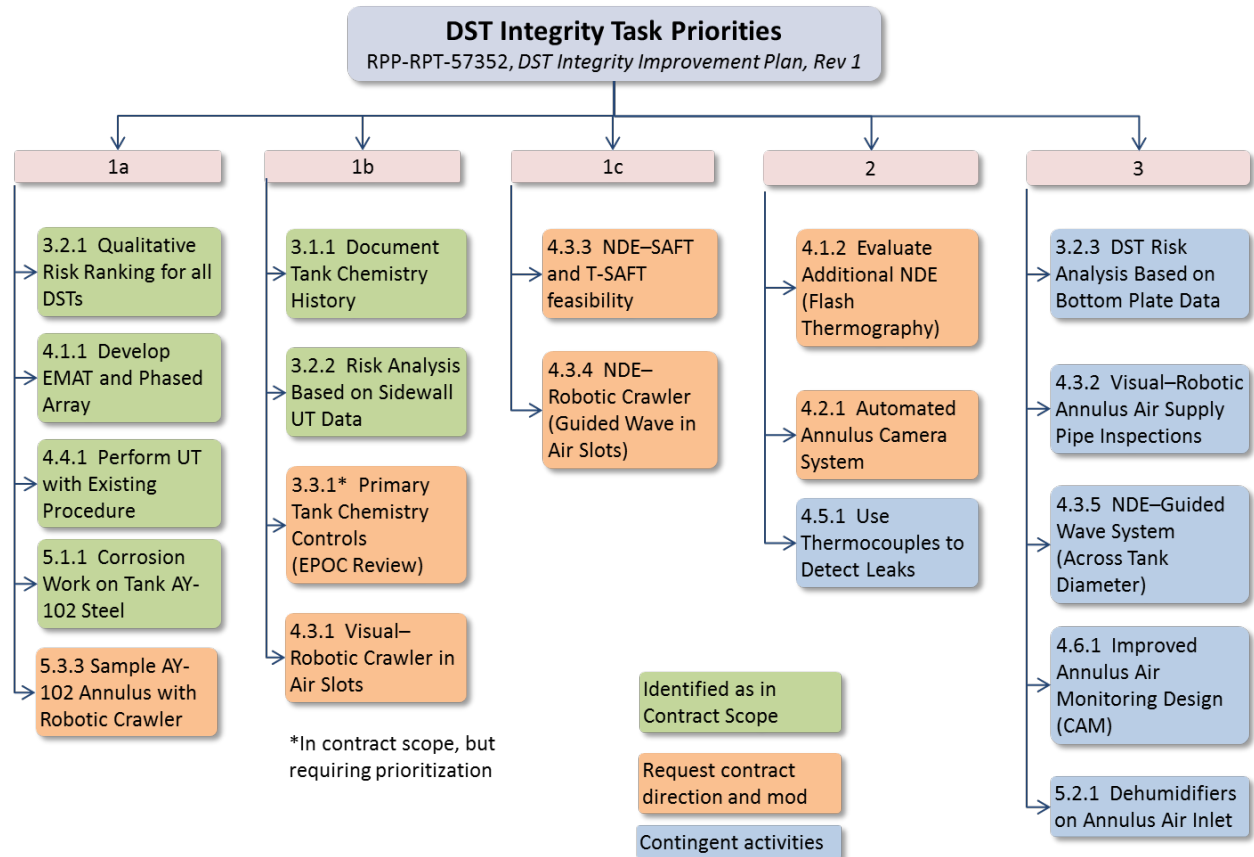 DST Integrity Task Priorities
RPP-RPT-57352, DST Integrity Improvement Plan, Rev 1
1a
3.2.1 Qualitative
Risk Ranking for all
DSTs
4.1.1 Develop
EMAT and Phased
Array
4.4.1 Perform UT
with Existing
Procedure
5.1.1 Corrosion
Work on Tank AY-
102 Steel
5.3.3 Sample AY-
102 Annulus with
Robotic Crawler
1b
3.1.1 Document
Tank Chemistry
History
3.2.2 Risk Analysis
Based on Sidewall
UT Data
3.3.1* Primary
Tank Chemistry
Controls
(EPOC Review)
4.3.1 Visual–
Robotic Crawler in
Air Slots
*In contract scope, but
requiring prioritization
1c
4.3.3 NDE–SAFT
and T-SAFT
feasibility
4.3.4 NDE–
Robotic Crawler
(Guided Wave in
Air Slots)
2
4.1.2 Evaluate
Additional NDE
(Flash
Thermography)
4.2.1 Automated
Annulus Camera
System
4.5.1 Use
Thermocouples to
Detect Leaks
3
3.2.3 DST Risk
Analysis Based on
Bottom Plate Data
4.3.2 Visual–Robotic
Annulus Air Supply
Pipe Inspections
4.3.5 NDE–Guided
Wave System
(Across Tank
Diameter)
4.6.1 Improved
Annulus Air
Monitoring Design
(CAM)
5.2.1 Dehumidifiers
on Annulus Air Inlet
Identified as in
Contract Scope
Request contract
direction and mod
Contingent activities